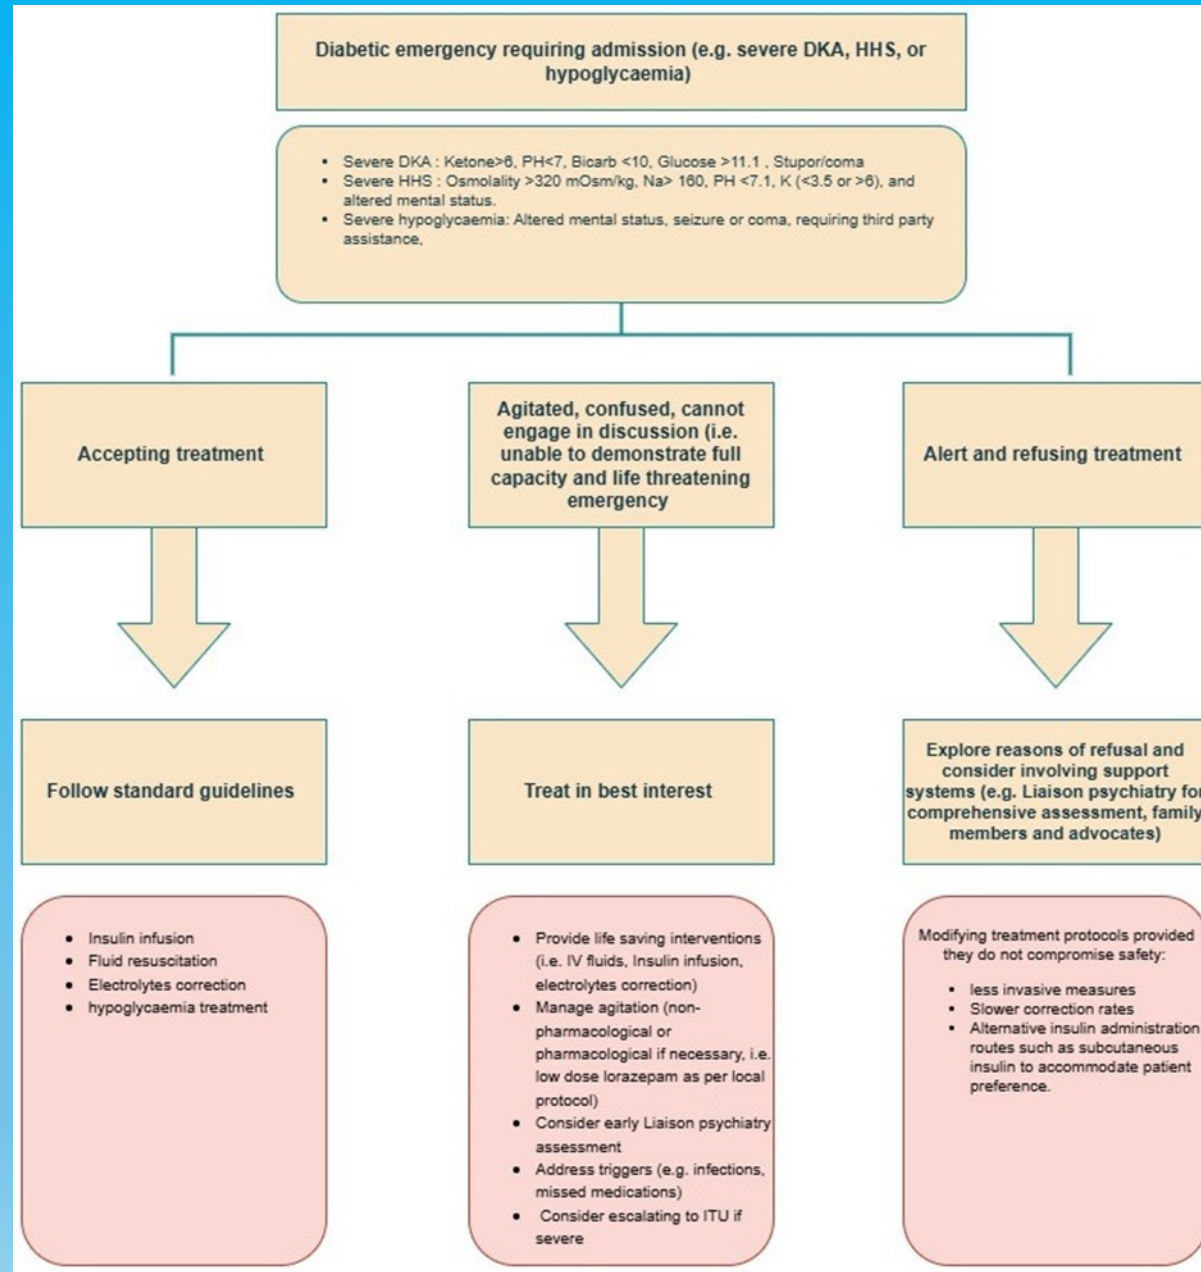 Diabetic emergency requiring admission (e.g. severe DKA, HHS, or
hypoglycaemia)
Severe DKA : Ketone>6, PH<7, Bicarb <10, Glucose >11.1 , Stupor/coma
Severe HHS : Osmolality >320 mOsm/kg, Na> 160, PH <7.1, K (<3.5 or >6), and
altered mental status.
Severe hypoglycaemia: Altered mental status, seizure or coma, requiring third party
assistance,
Accepting treatment
Agitated, confused, cannot
engage in discussion (i.e.
unable to demonstrate full
capacity and life threatening
emergency
Alert and refusing treatment
Follow standard guidelines
Treat in best interest
Explore reasons of refusal and
consider involving support
systems (e.g. Liaison psychiatry for
comprehensive assessment, family
members and advocates)
Insulin infusion
Fluid resuscitation
Electrolytes correction
hypoglycaemia treatment
Provide life saving interventions
(i.e. IV fluids, Insulin infusion,
electrolytes correction)
Manage agitation (non-
pharmacological or
pharmacological if necessary, i.e.
low dose lorazepam as per local
protocol)
Consider early Liaison psychiatry
assessment
Address triggers (e.g. infections,
missed medications)
Consider escalating to ITU if
severe
Modifying treatment protocols provided
they do not compromise safety:
less invasive measures
Slower correction rates
Alternative insulin administration
routes such as subcutaneous
insulin to accommodate patient
preference.